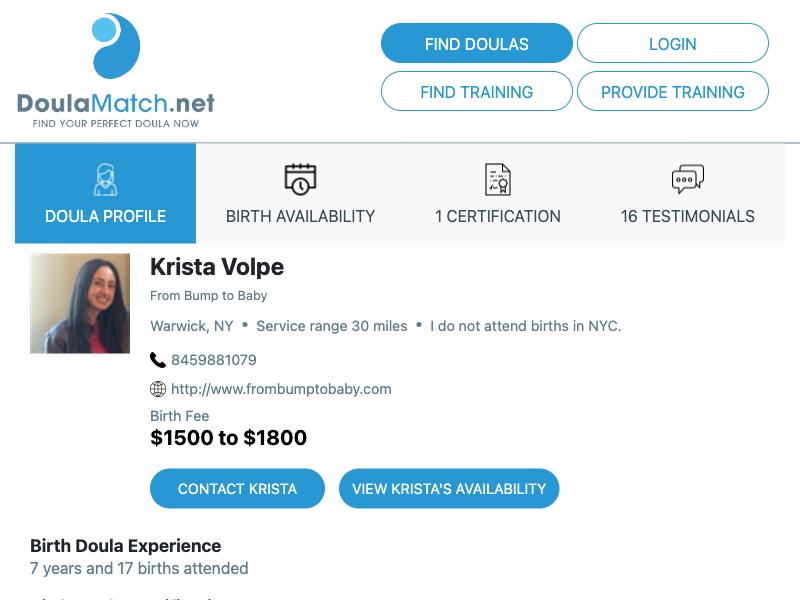 DoulaMatch.net
FIND YOUR PERFECT DOULA NOW
FIND DOULAS
LOGIN
FIND TRAINING
PROVIDE TRAINING
DOULA PROFILE
BIRTH AVAILABILITY
1 CERTIFICATION
16 TESTIMONIALS
Krista Volpe
From Bump to Baby
Warwick, NY • Service range 30 miles • I do not attend births in NYC.
8459881079
http://www.frombumptobaby.com
Birth Fee
$1500 to $1800
CONTACT KRISTA
VIEW KRISTA'S AVAILABILITY
Birth Doula Experience
7 years and 17 births attended